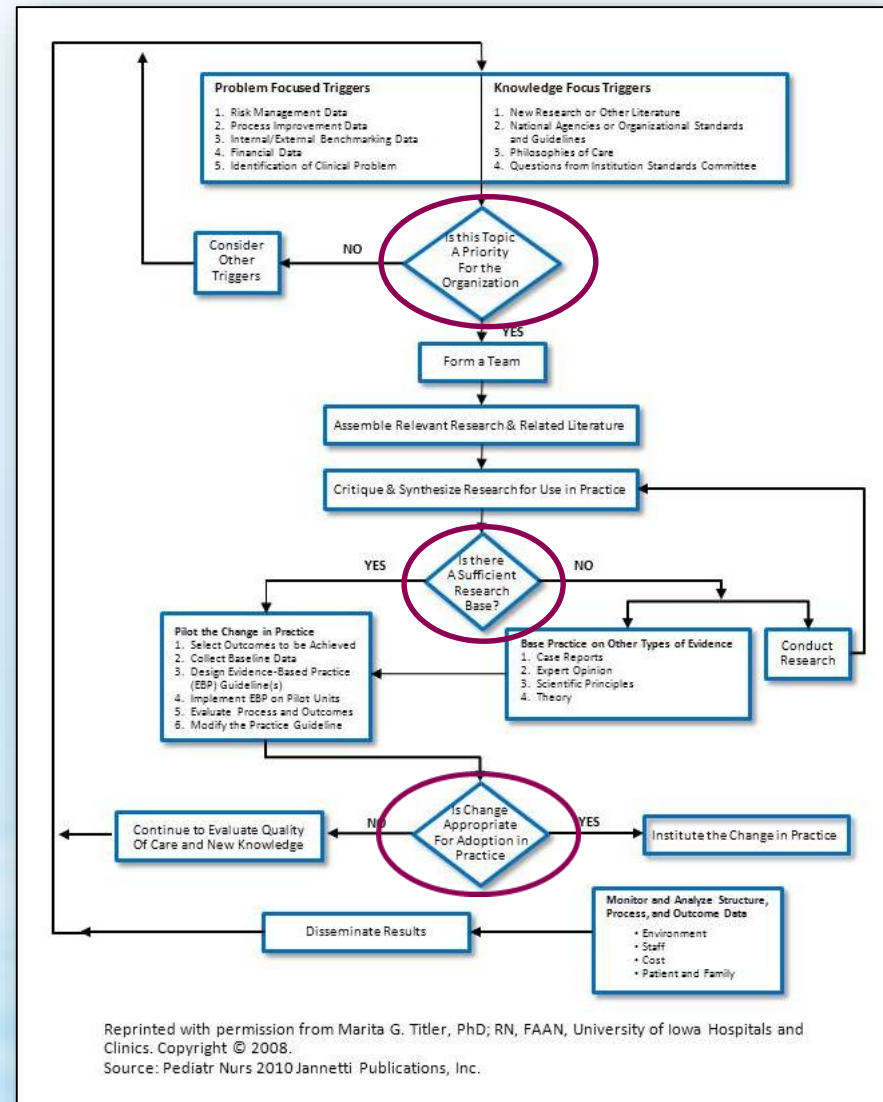 Problem Focused Triggers
1. Risk Management Data
2. Process Improvement Data
3. Internal/External Benchmarking Data
4. Financial Data
5. Identification of Clinical Problem
Knowledge Focus Triggers
1. New Research or Other Literature
2. National Agencies or Organizational Standards
and Guidelines
3. Philosophies of Care
4. Questions from Institution Standards Committee
Consider
Other
Triggers
NO
Is this Topic
A Priority
For the
Organization
YES
Form a Team
Assemble Relevant Research & Related Literature
Critique & Synthesize Research for Use in Practice
YES
Is there
A Sufficient
Research
Base?
NO
Pilot the Change in Practice
1. Select Outcomes to be Achieved
2. Collect Baseline Data
3. Design Evidence-Based Practice
(EBP) Guideline(s)
4. Implement EBP on Pilot Units
5. Evaluate Process and Outcomes
6. Modify the Practice Guideline
Base Practice on Other Types of Evidence
1. Case Reports
2. Expert Opinion
3. Scientific Principles
4. Theory
Conduct
Research
Continue to Evaluate Quality
Of Care and New Knowledge
NO
Is Change
Appropriate
For Adoption in
Practice
YES
Institute the Change in Practice
Monitor and Analyze Structure,
Process, and Outcome Data
• Environment
• Staff
• Cost
• Patient and Family
Disseminate Results
Reprinted with permission from Marita G. Titler, PhD; RN, FAAN, University of Iowa Hospitals and
Clinics. Copyright © 2008.
Source: Pediatr Nurs 2010 Jannetti Publications, Inc.